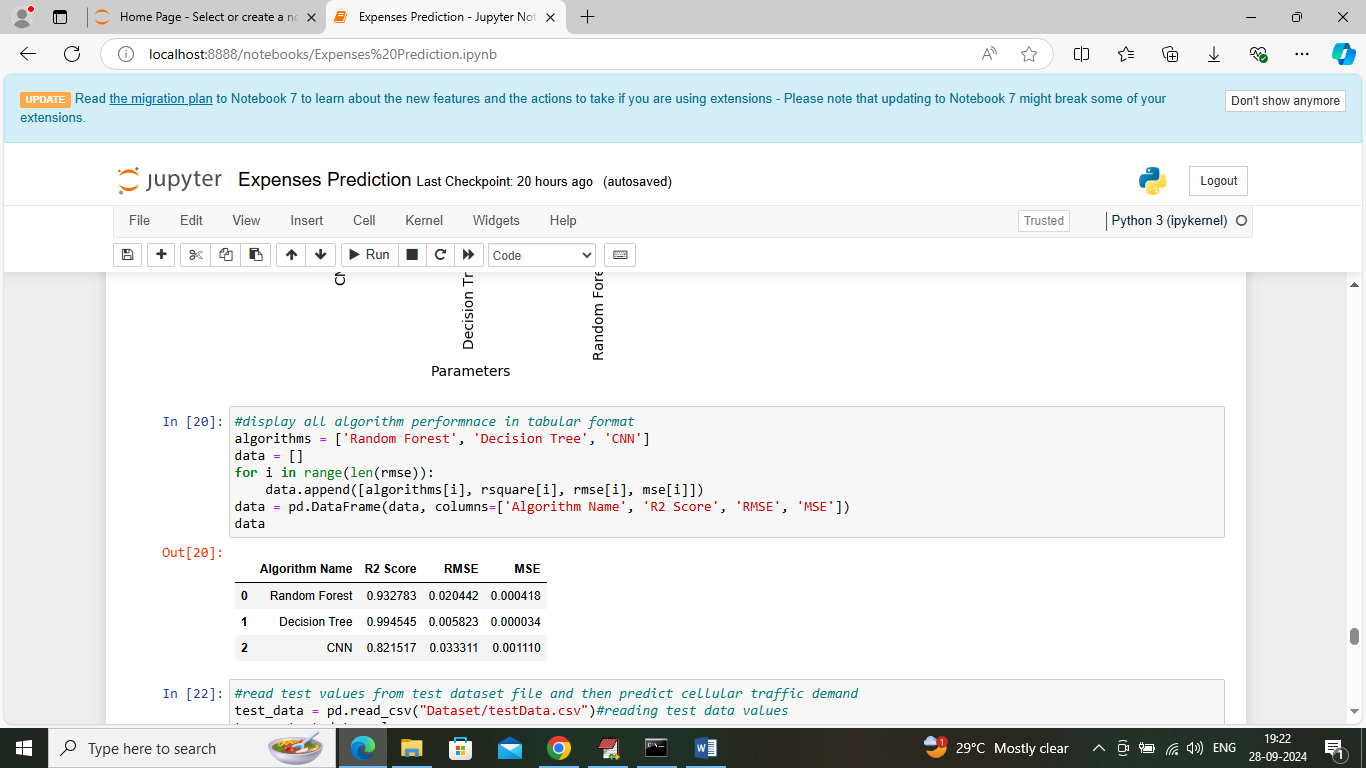 Home Page - Select or create a no
Expenses Prediction - Jupyter Not
localhost:8888/notebooks/Expenses%20Prediction.ipynb
UPDATE Read the migration plan to Notebook 7 to learn about the new features and the actions to take if you are using extensions - Please note that updating to Notebook 7 might break some of your
extensions.
Don't show anymore
jupyter Expenses Prediction Last Checkpoint: 20 hours ago (autosaved)
Logout
File Edit View Insert Cell Kernel Widgets Help
Trusted
Python 3 (ipykernel)
Run
Code
CN
Decision Tr
Random Fore
Parameters
In [20]: #display all algorithm performnace in tabular format
algorithms = ['Random Forest', 'Decision Tree', 'CNN']
data = []
for i in range(len(rmse)):
    data.append([algorithms[i], rsquare[i], rmse[i], mse[i]])
data = pd.DataFrame(data, columns=['Algorithm Name', 'R2 Score', 'RMSE', 'MSE'])
data
Out[20]:
Algorithm Name R2 Score RMSE MSE
0 Random Forest 0.932783 0.020442 0.000418
1 Decision Tree 0.994545 0.005823 0.000034
2 CNN 0.821517 0.033311 0.001110
In [22]: #read test values from test dataset file and then predict cellular traffic demand
test_data = pd.read_csv("Dataset/testData.csv")#reading test data values
Type here to search
1
29°C Mostly clear
ENG
19:22
28-09-2024
1